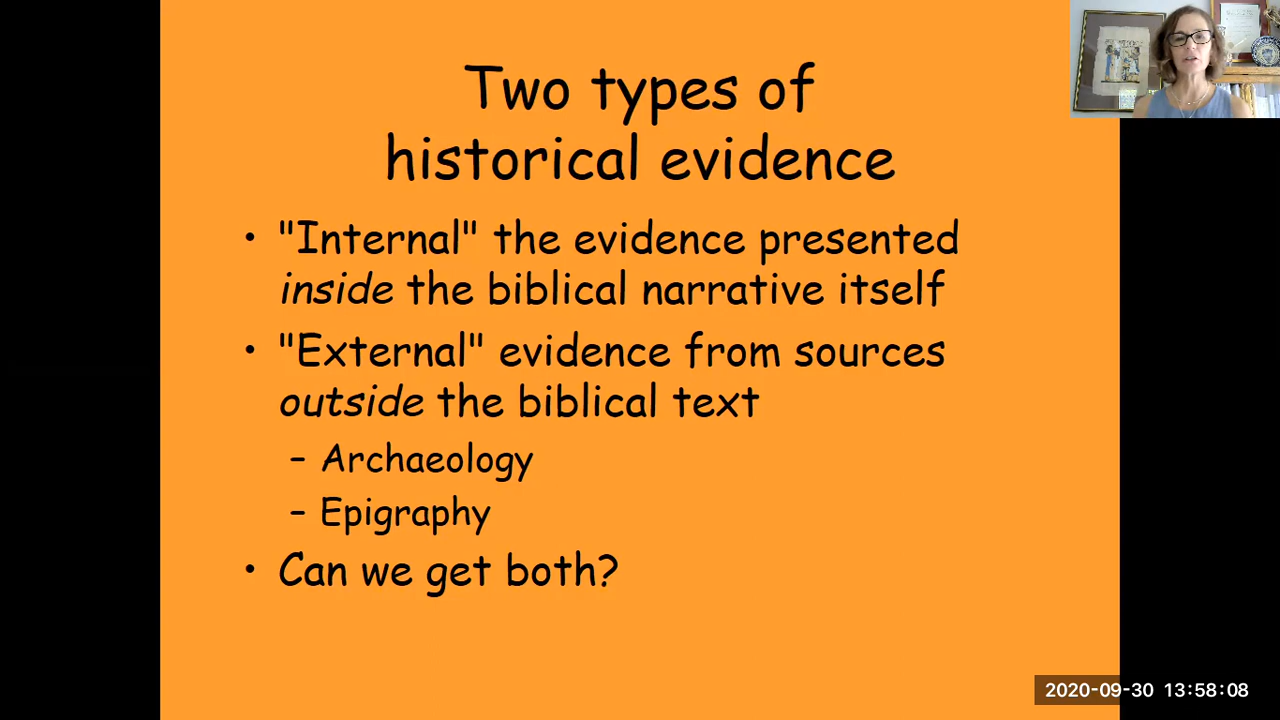 Two types of
historical evidence
• "Internal" the evidence presented
inside the biblical narrative itself
• "External" evidence from sources
outside the biblical text
– Archaeology
– Epigraphy
• Can we get both?
2020-09-30 13:58:08